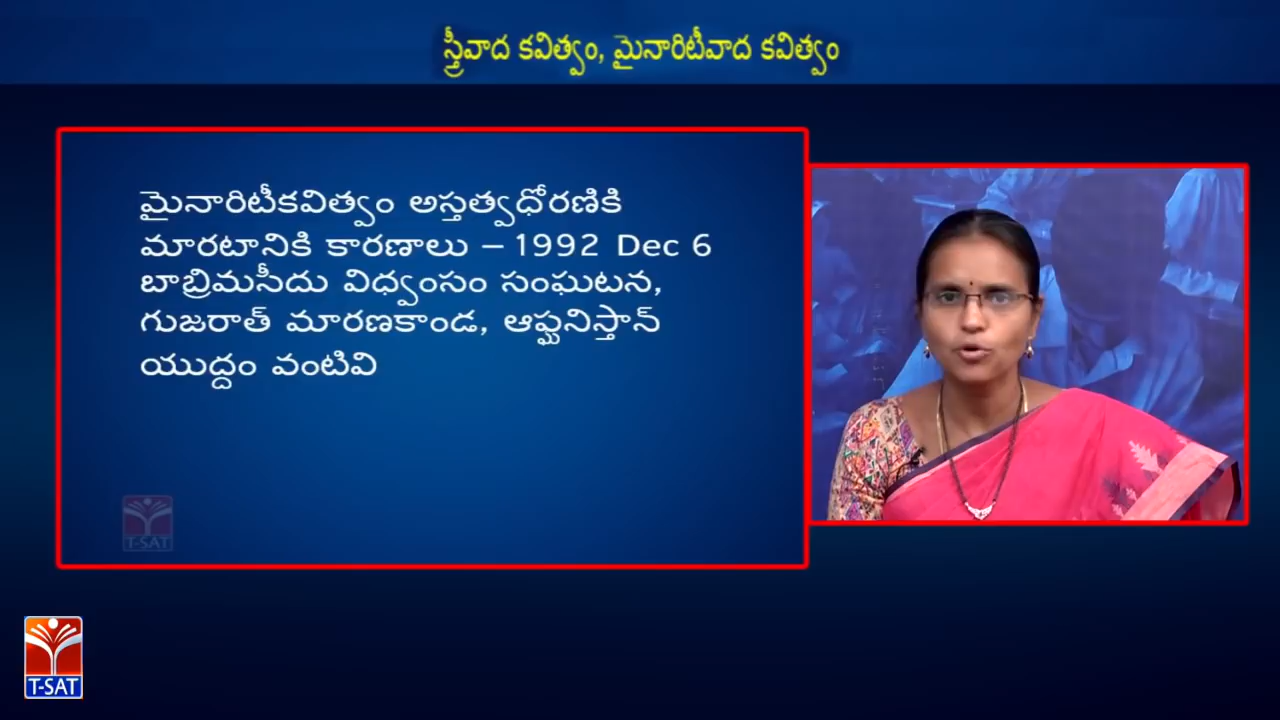 స్త్రీవాద కవిత్వం, మైనారిటీవాద కవిత్వం
మైనారిటీకవిత్వం అస్తత్వధోరణికి
మారటానికి కారణాలు – 1992 Dec 6
బాబ్రిమసీదు విధ్వంసం సంఘటన,
గుజరాత్ మారణకాండ, ఆఫ్ఘనిస్తాన్
యుద్దం వంటివి
T-SAT
T-SAT